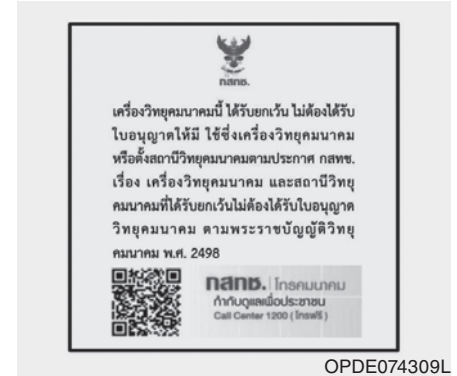 กสทช.
เครื่องวิทยุคมนาคมนี้ ได้รับยกเว้น ไม่ต้องได้รับ
ใบอนุญาตให้มี ใช้ซึ่งเครื่องวิทยุคมนาคม
หรือตั้งสถานีวิทยุคมนาคมตามประกาศ กสทช.
เรื่อง เครื่องวิทยุคมนาคม และสถานีวิทยุ
คมนาคมที่ได้รับยกเว้นไม่ต้องได้รับใบอนุญาต
วิทยุคมนาคม ตามพระราชบัญญัติวิทยุ
คมนาคม พ.ศ. 2498
กสทช. โทรคมนาคม
กำกับดูแลเพื่อประชาชน
Call Center 1200 (โทรฟรี)
OPDE074309L